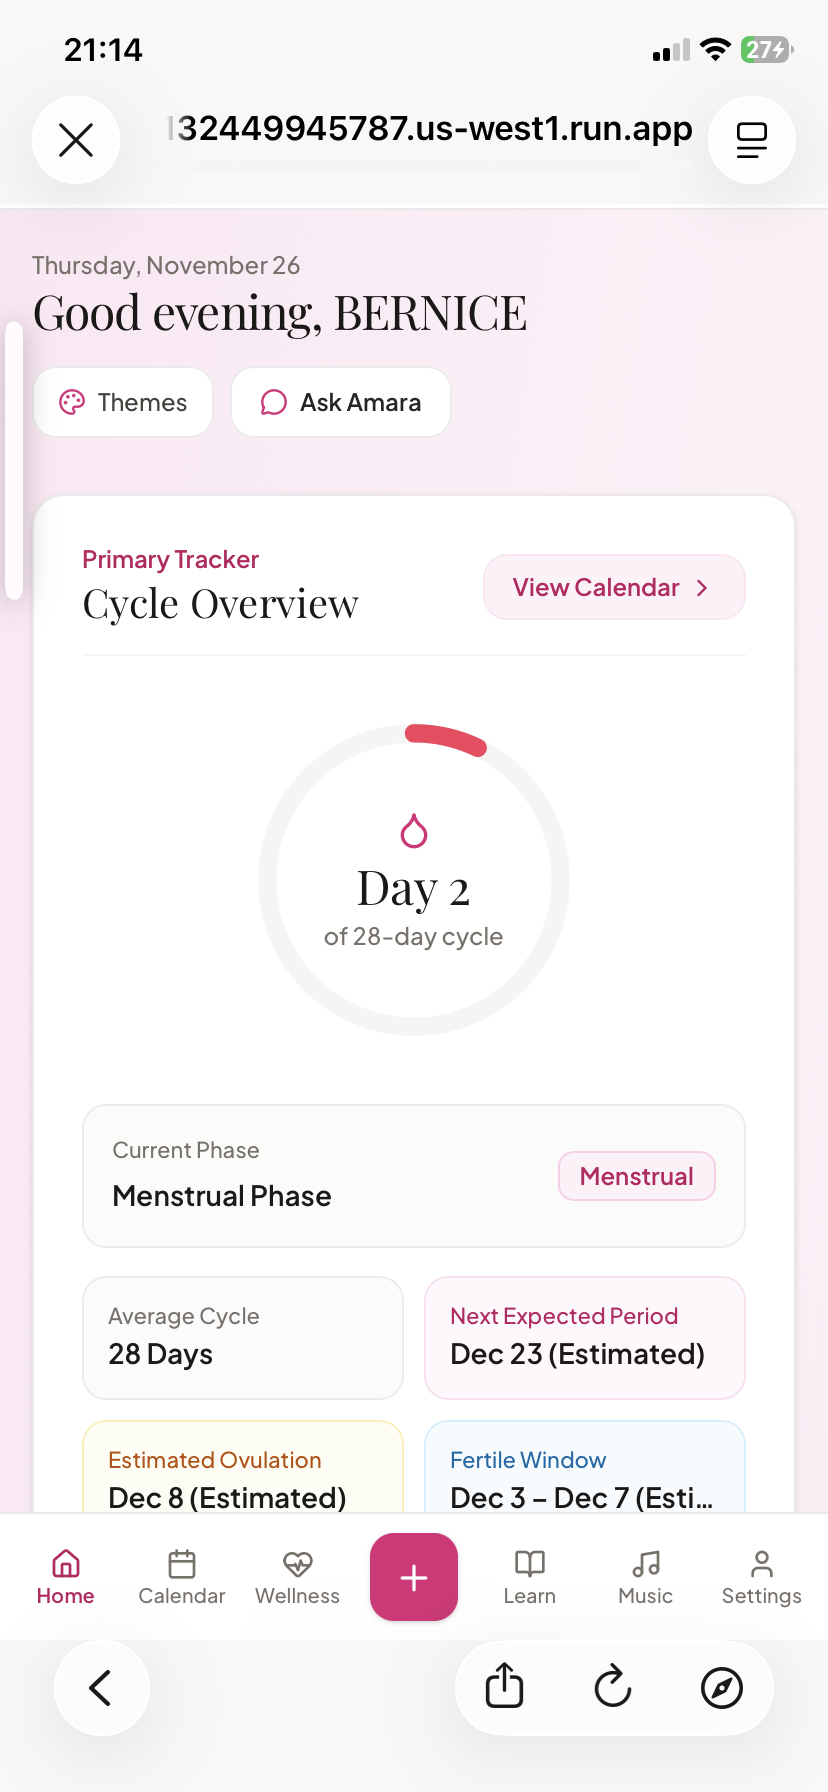 21:14
27
132449945787.us-west1.run.app
Thursday, November 26
Good evening, BERNICE
Themes
Ask Amara
Primary Tracker
Cycle Overview
View Calendar
Day 2
of 28-day cycle
Current Phase
Menstrual Phase
Menstrual
Average Cycle
28 Days
Next Expected Period
Dec 23 (Estimated)
Estimated Ovulation
Dec 8 (Estimated)
Fertile Window
Dec 3 – Dec 7 (Esti...
Home
Calendar
Wellness
Learn
Music
Settings